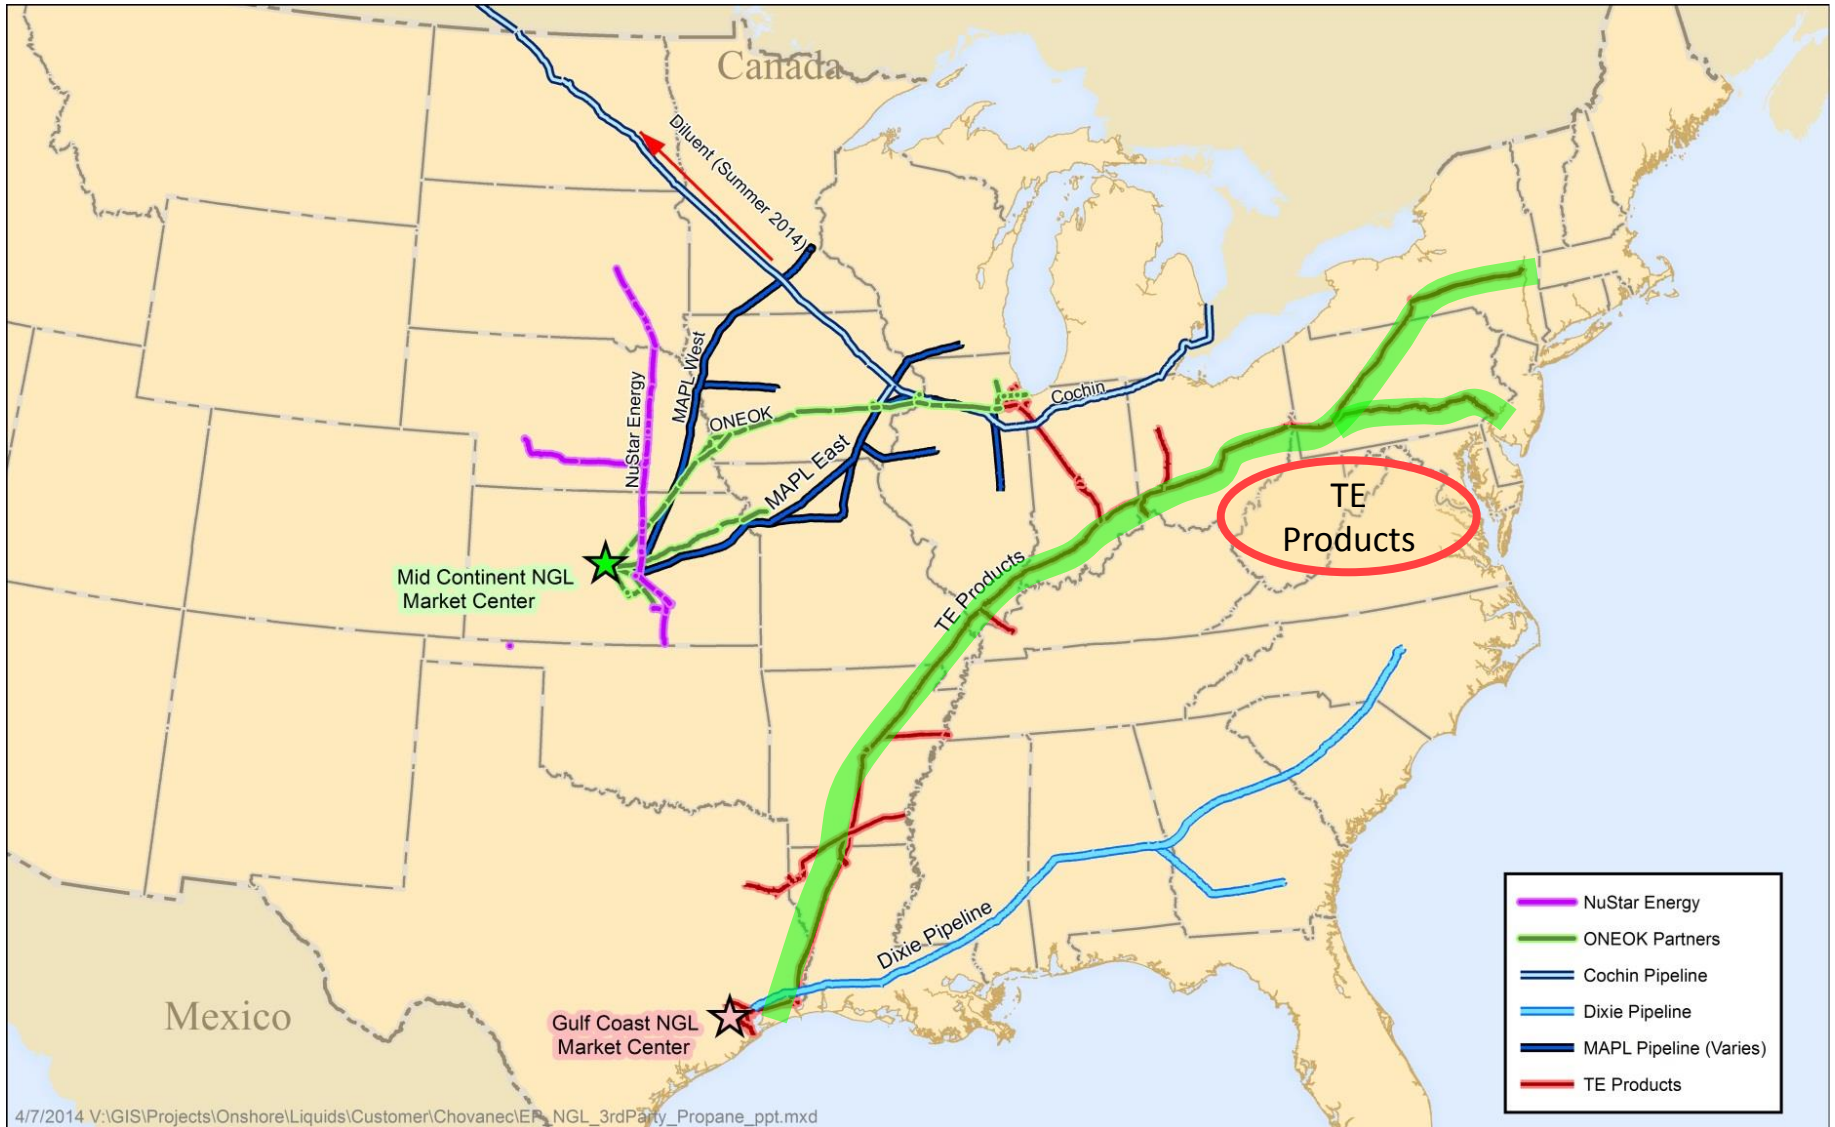 Canada
Diluent (Summer 2014)
MAPL West
NuStar Energy
ONEOK
MAPL East
Cochin
TE
Products
Mid Continent NGL
Market Center
TE Products
Dixie Pipeline
Gulf Coast NGL
Market Center
Mexico
NuStar Energy
ONEOK Partners
Cochin Pipeline
Dixie Pipeline
MAPL Pipeline (Varies)
TE Products
4/7/2014 V:\GIS\Projects\Onshore\Liquids\Customer\Chovanec\EP_NGL_3rdParty_Propane_ppt.mxd